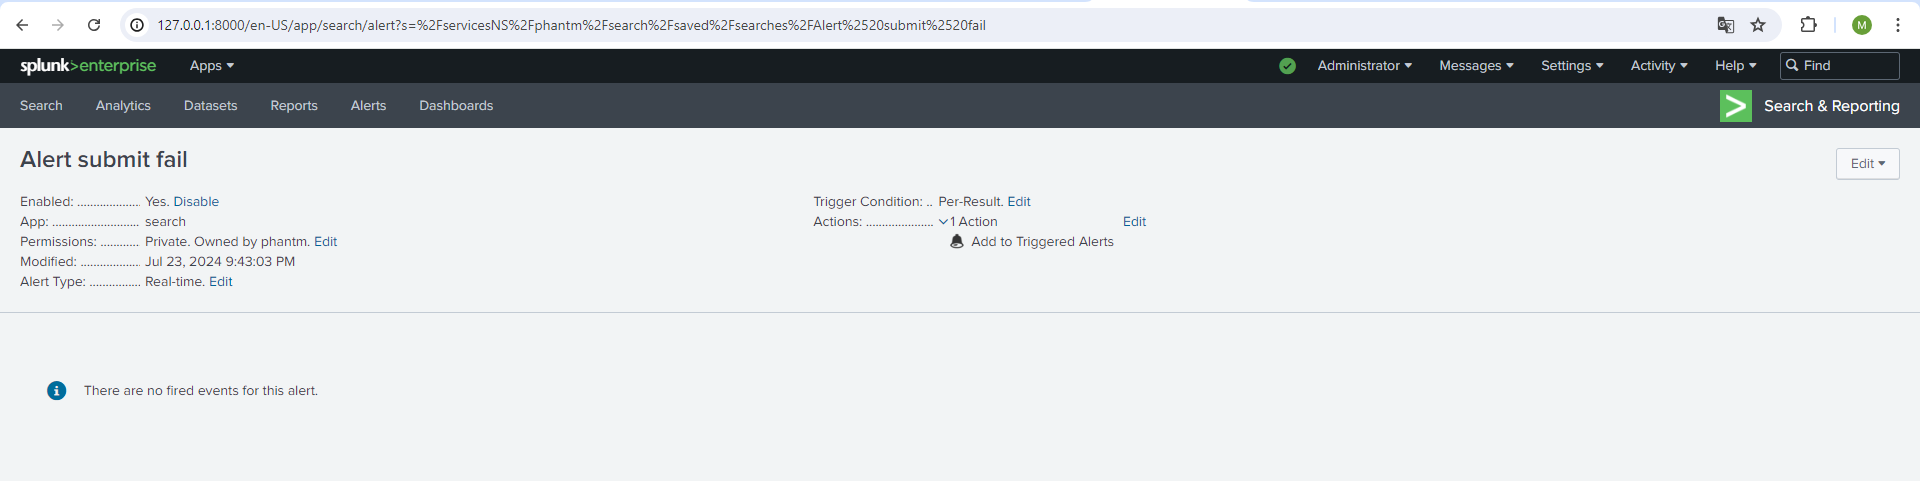 127.0.0.1:8000/en-US/app/search/alert?s=%2FservicesNS%2Fphantm%2Fsearch%2Fsaved%2Fsearches%2FAlert%2520submit%2520fail
M
splunk>enterprise Apps Administrator Messages Settings Activity Help Find
Search Analytics Datasets Reports Alerts Dashboards > Search & Reporting
Alert submit fail
Edit
Enabled: .................... Yes. Disable
App: ........................... search
Permissions: ............ Private. Owned by phantm. Edit
Modified: .................. Jul 23, 2024 9:43:03 PM
Alert Type: ................ Real-time. Edit
Trigger Condition: .. Per-Result. Edit
Actions: ..................... 1 Action Edit
Add to Triggered Alerts
There are no fired events for this alert.